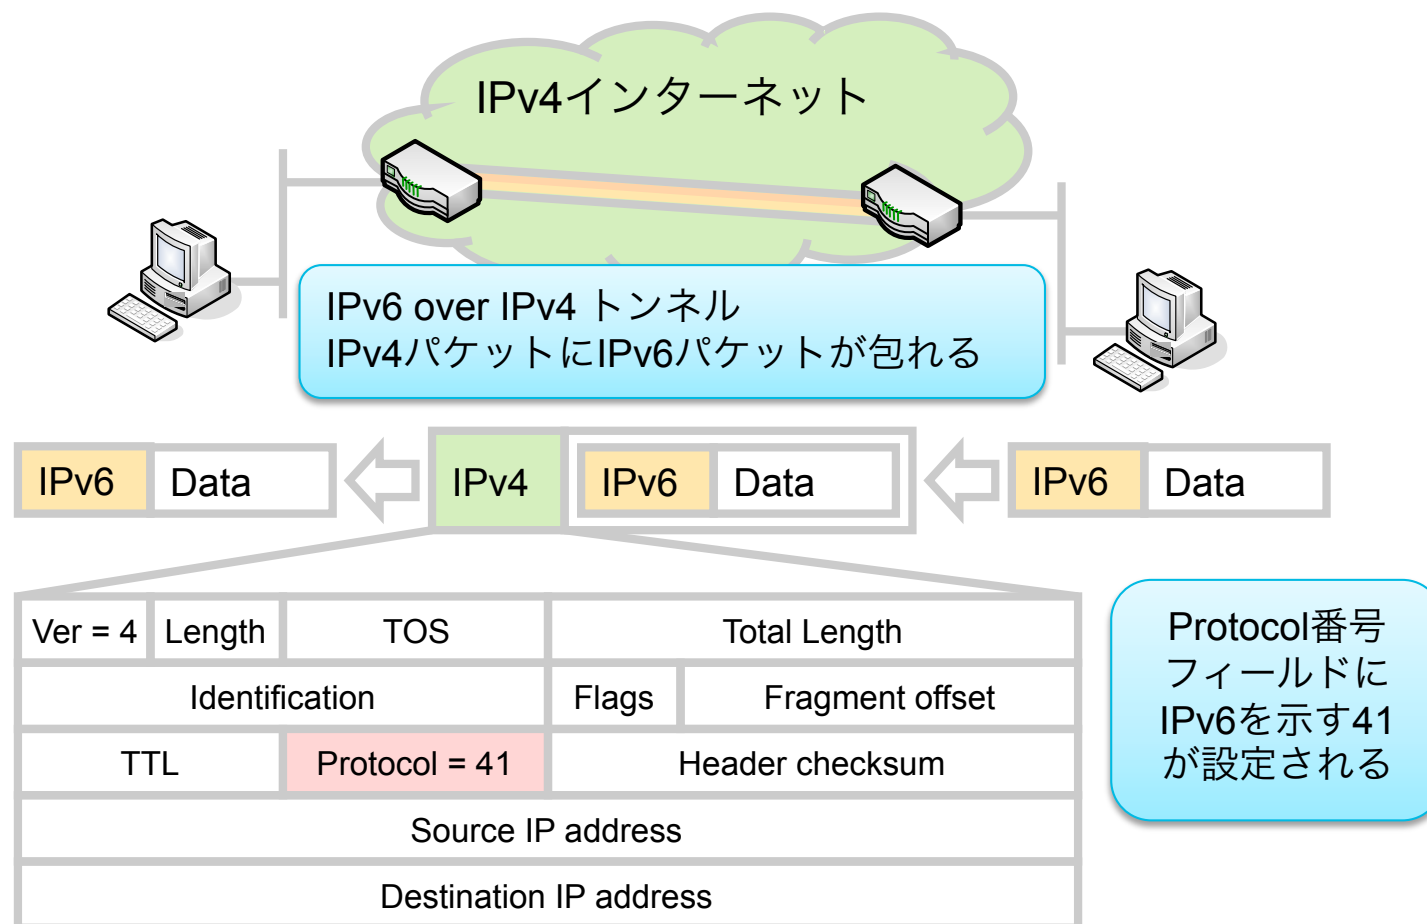 IPv4インターネット
IPv6 over IPv4 トンネル
IPv4パケットにIPv6パケットが包れる
IPv6 Data IPv4 IPv6 Data IPv6 Data
Ver = 4 Length TOS Total Length
Identification Flags Fragment offset
TTL Protocol = 41 Header checksum
Source IP address
Destination IP address
Protocol番号
フィールドに
IPv6を示す41
が設定される